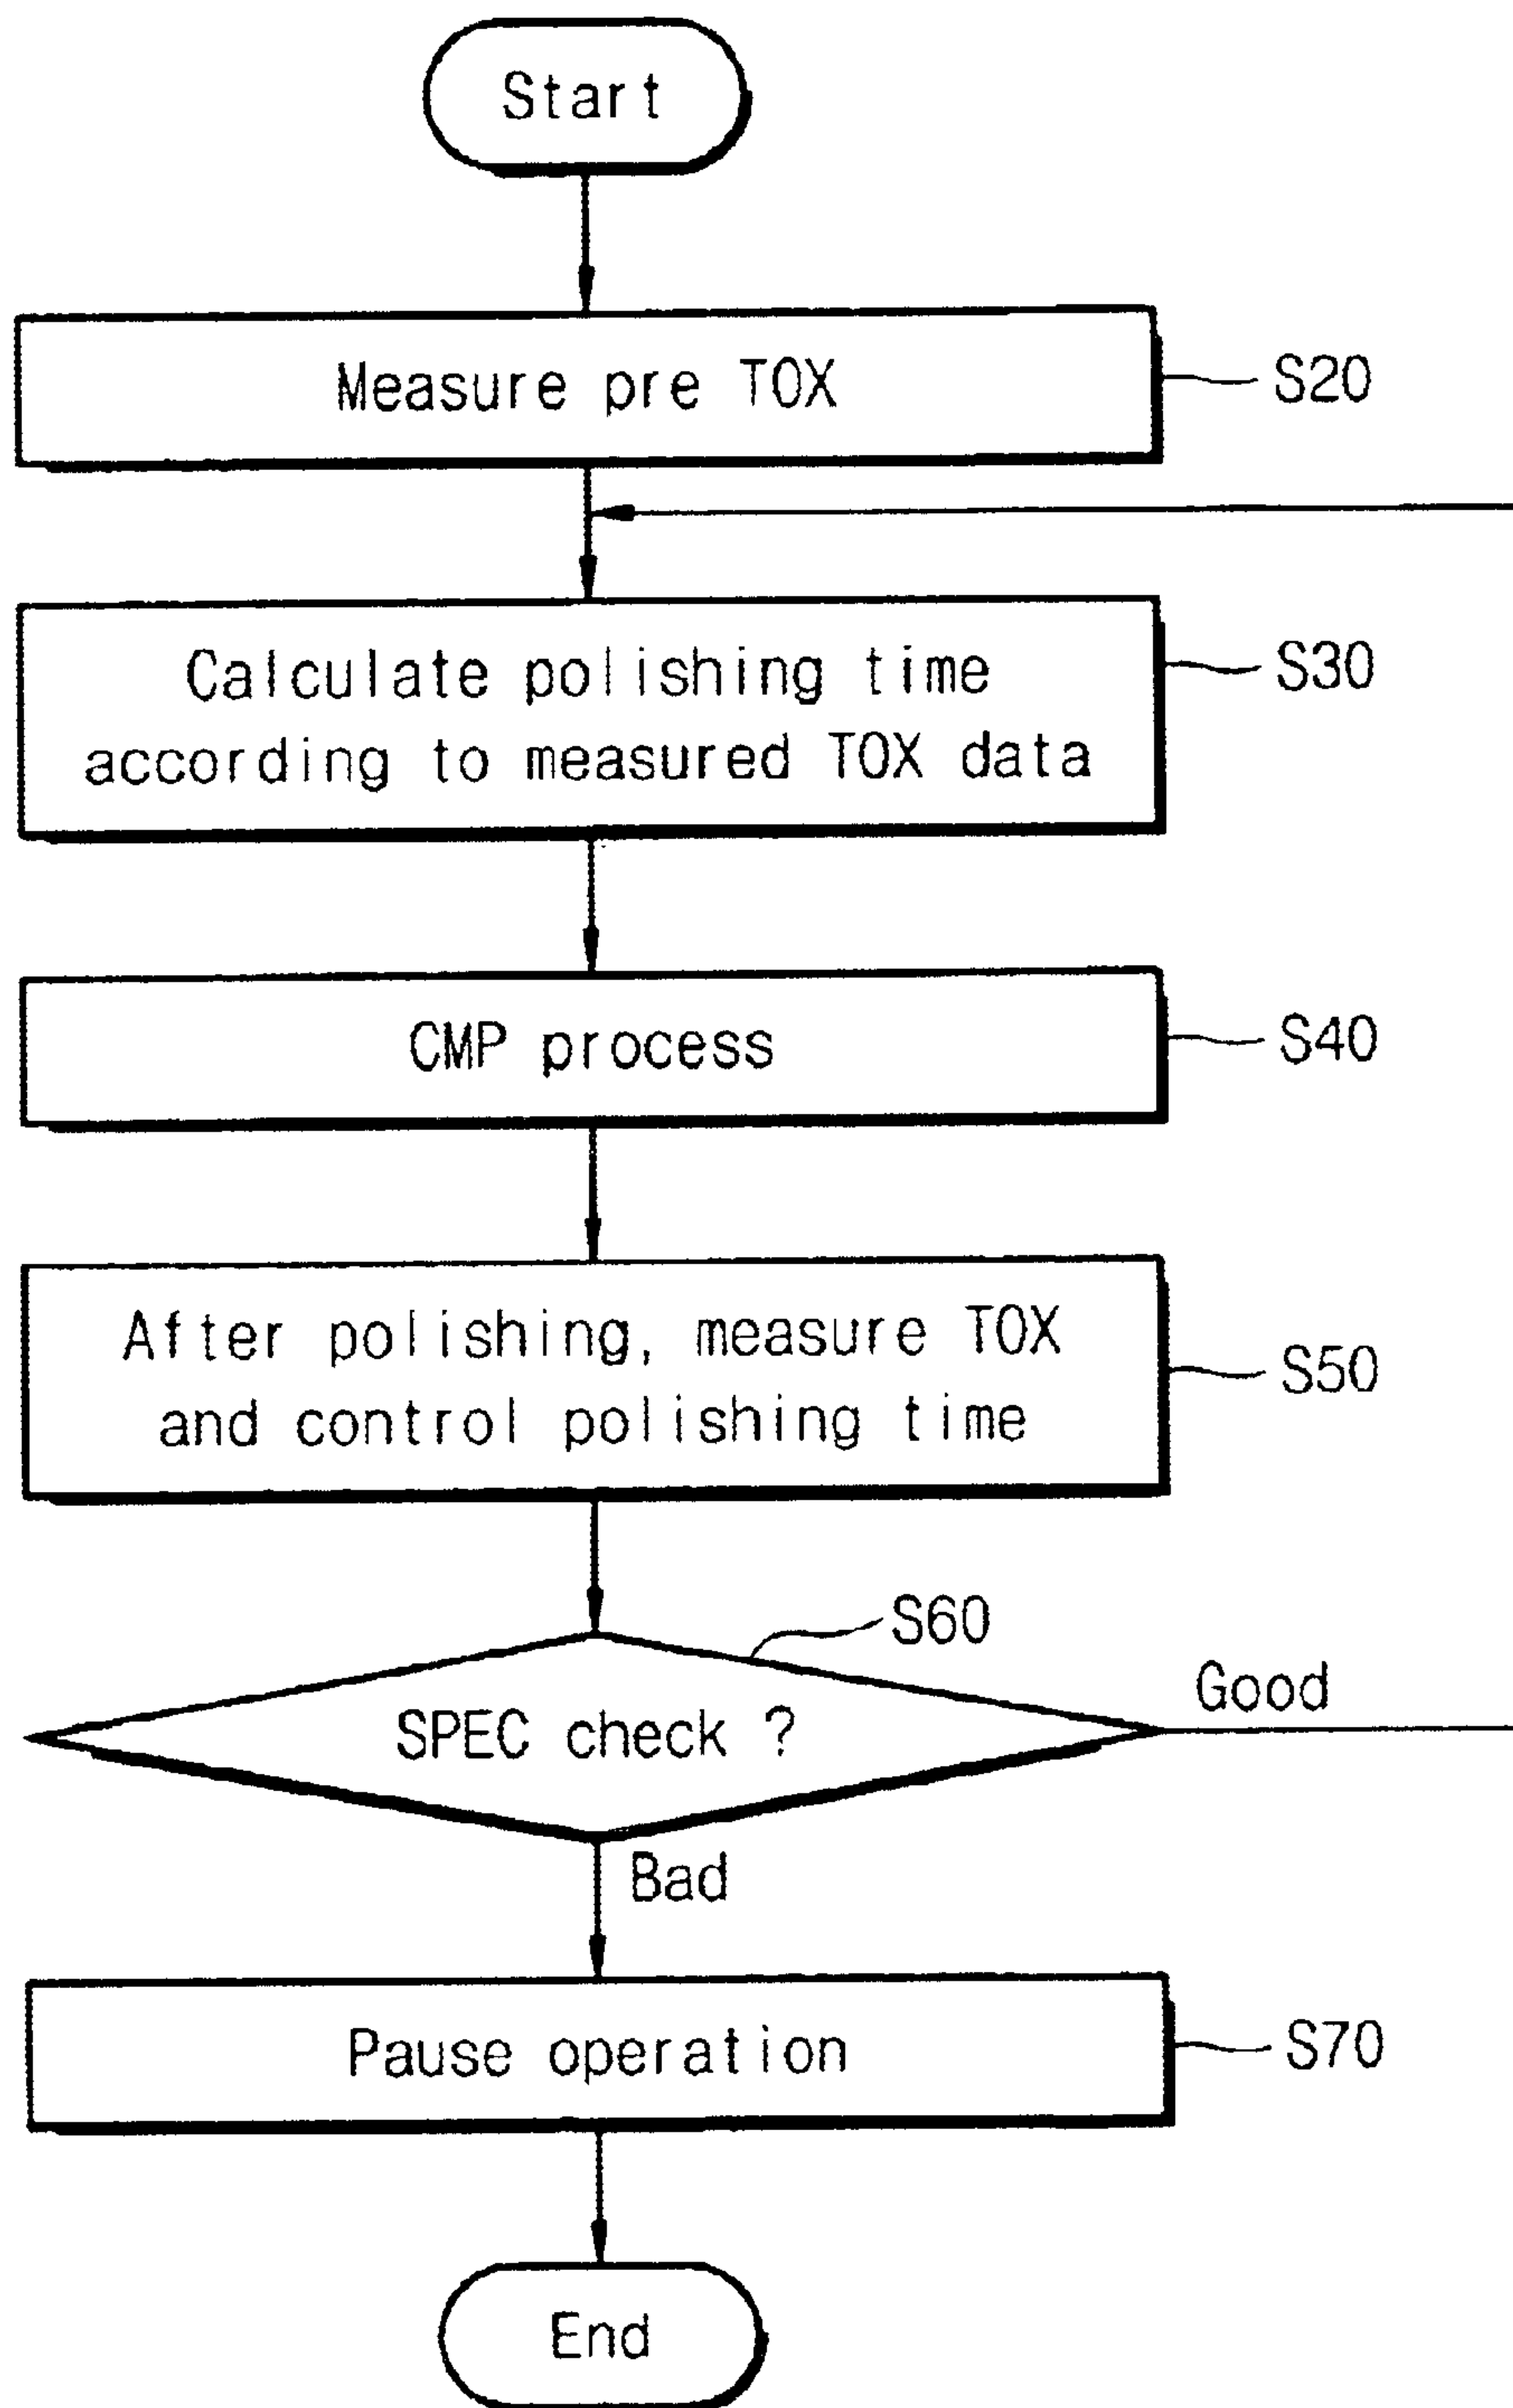 Start
Measure pre TOX
S20
Calculate polishing time
according to measured TOX data
S30
CMP process
S40
After polishing, measure TOX
and control polishing time
S50
S60
SPEC check ?
Good
Bad
Pause operation
S70
End